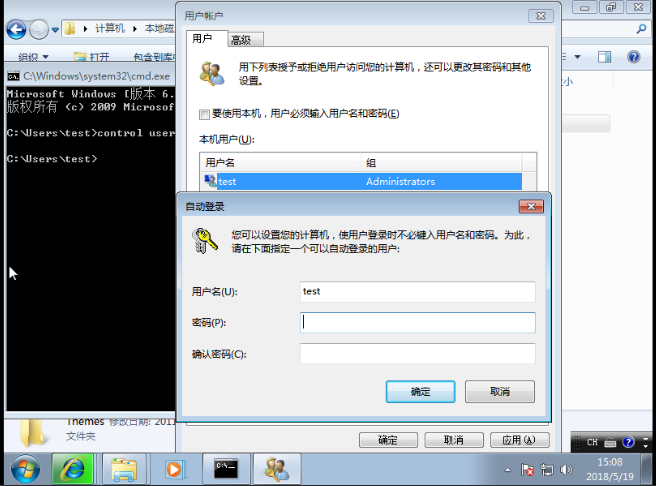 用户帐户
计算机
本地磁
组织
打开
包含到库
C:\Windows\system32\cmd.exe
Microsoft Windows [版本 6.
版权所有 (c) 2009 Microsof
C:\Users\test>control user
C:\Users\test>
用户
高级
用下列表授予或拒绝用户访问您的计算机，还可以更改其密码和其他
设置。
要使用本机，用户必须输入用户名和密码(E)
本机用户(U):
用户名
组
test
Administrators
自动登录
您可以设置您的计算机，使用户登录时不必键入用户名和密码。为此，
请在下面指定一个可以自动登录的用户:
用户名(U):
test
密码(P):
确认密码(C):
确定
取消
Themes 修改日期: 2011
文件夹
确定
取消
应用(A)
CH
15:08
2018/5/19